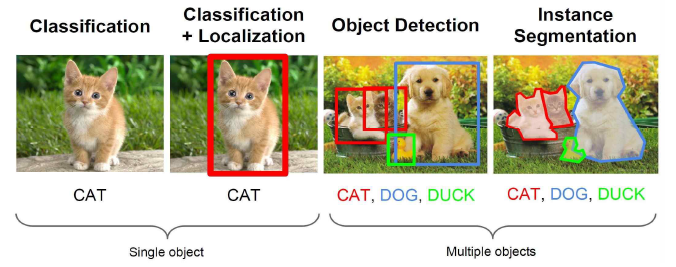 Classification
Classification
+ Localization
Object Detection
Instance
Segmentation
CAT
CAT
CAT, DOG, DUCK
CAT, DOG, DUCK
Single object
Multiple objects